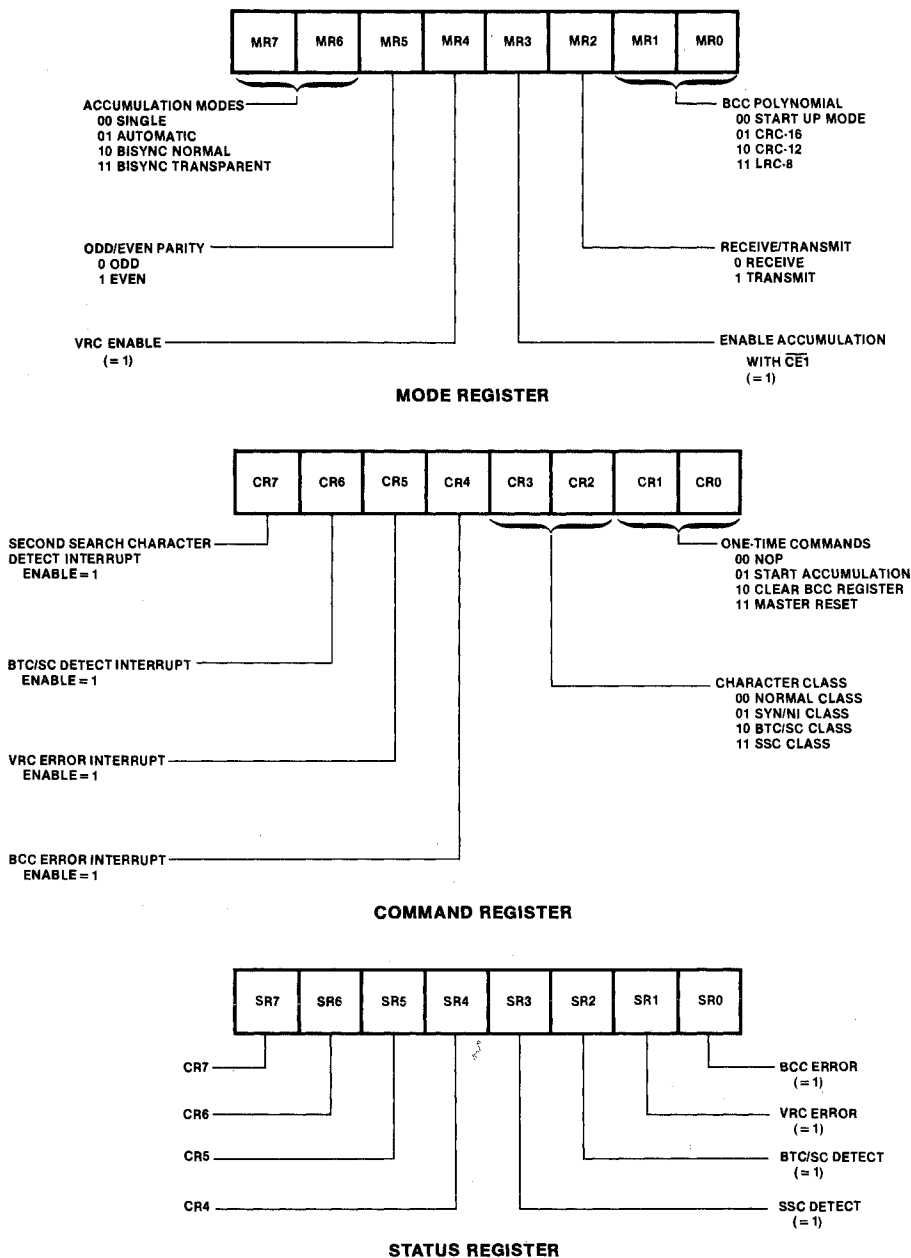 MR7 MR6 MR5 MR4 MR3 MR2 MR1 MR0
ACCUMULATION MODES
00 SINGLE
01 AUTOMATIC
10 BISYNC NORMAL
11 BISYNC TRANSPARENT
BCC POLYNOMIAL
00 START UP MODE
01 CRC-16
10 CRC-12
11 LRC-8
ODD/EVEN PARITY
0 ODD
1 EVEN
RECEIVE/TRANSMIT
0 RECEIVE
1 TRANSMIT
VRC ENABLE
(= 1)
ENABLE ACCUMULATION
WITH C̅E̅1̅
(= 1)
MODE REGISTER
CR7 CR6 CR5 CR4 CR3 CR2 CR1 CR0
SECOND SEARCH CHARACTER
DETECT INTERRUPT
ENABLE = 1
ONE-TIME COMMANDS
00 NOP
01 START ACCUMULATION
10 CLEAR BCC REGISTER
11 MASTER RESET
BTC/SC DETECT INTERRUPT
ENABLE = 1
CHARACTER CLASS
00 NORMAL CLASS
01 SYN/NI CLASS
10 BTC/SC CLASS
11 SSC CLASS
VRC ERROR INTERRUPT
ENABLE = 1
BCC ERROR INTERRUPT
ENABLE = 1
COMMAND REGISTER
SR7 SR6 SR5 SR4 SR3 SR2 SR1 SR0
CR7
BCC ERROR
(= 1)
CR6
VRC ERROR
(= 1)
CR5
BTC/SC DETECT
(= 1)
CR4
SSC DETECT
(= 1)
STATUS REGISTER